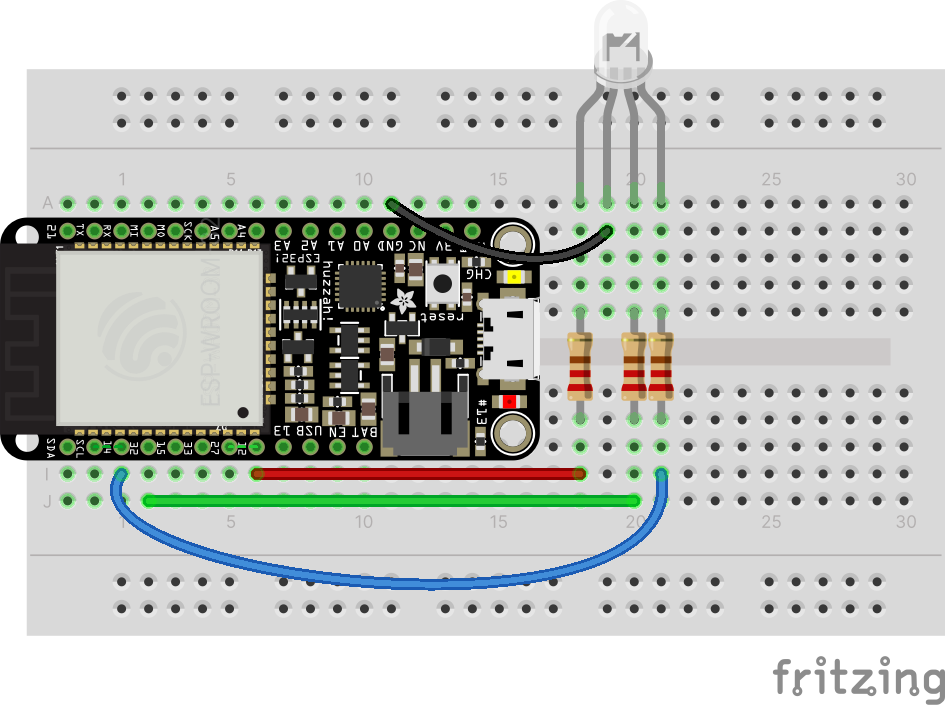 1 5 10 15 20 25 30
A
21 TX RX MI MO SCK A5 A4 A3 A2 A1 A0 GND NC 3V
ESP32!
huzzah!
CHG
reset
ESP-WROOM
#13
SDA SCL 14 32 15 33 27 12 13 USB EN BAT
I
J
1 5 10 15 20 25 30
fritzing